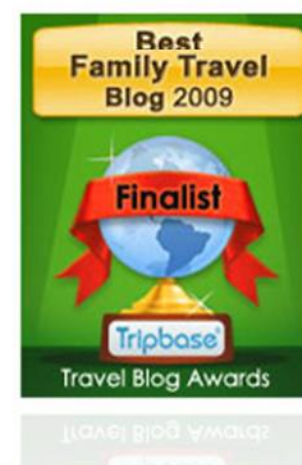 Best
Family Travel
Blog 2009
Finalist
Tripbase
Travel Blog Awards